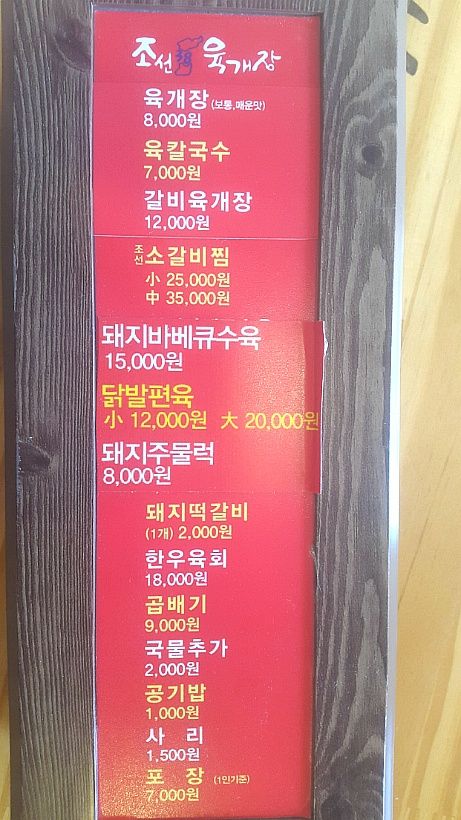 조선 육개장
육개장 (보통,매운맛)
8,000원
육칼국수
7,000원
갈비육개장
12,000원
조선 소갈비찜
小 25,000원
中 35,000원
돼지바베큐수육
15,000원
닭발편육
小 12,000원 大 20,000원
돼지주물럭
8,000원
돼지떡갈비
(1개) 2,000원
한우육회
18,000원
곱배기
9,000원
국물추가
2,000원
공기밥
1,000원
사 리
1,500원
포 장 (1인기준)
7,000원